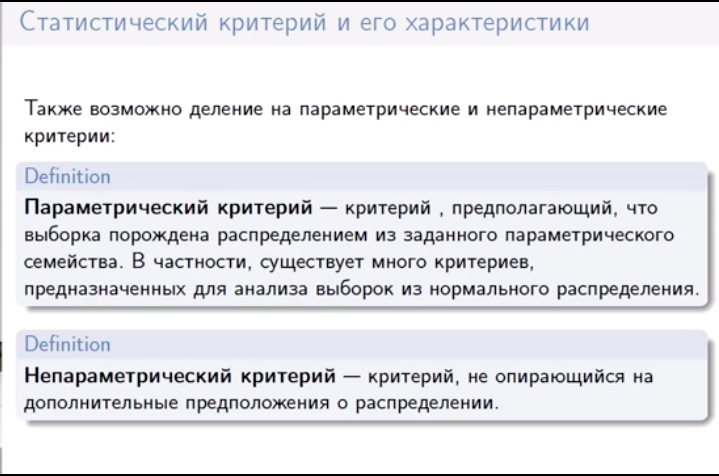 Статистический критерий и его характеристики
Также возможно деление на параметрические и непараметрические
критерии:
Definition
Параметрический критерий — критерий , предполагающий, что
выборка порождена распределением из заданного параметрического
семейства. В частности, существует много критериев,
предназначенных для анализа выборок из нормального распределения.
Definition
Непараметрический критерий — критерий, не опирающийся на
дополнительные предположения о распределении.